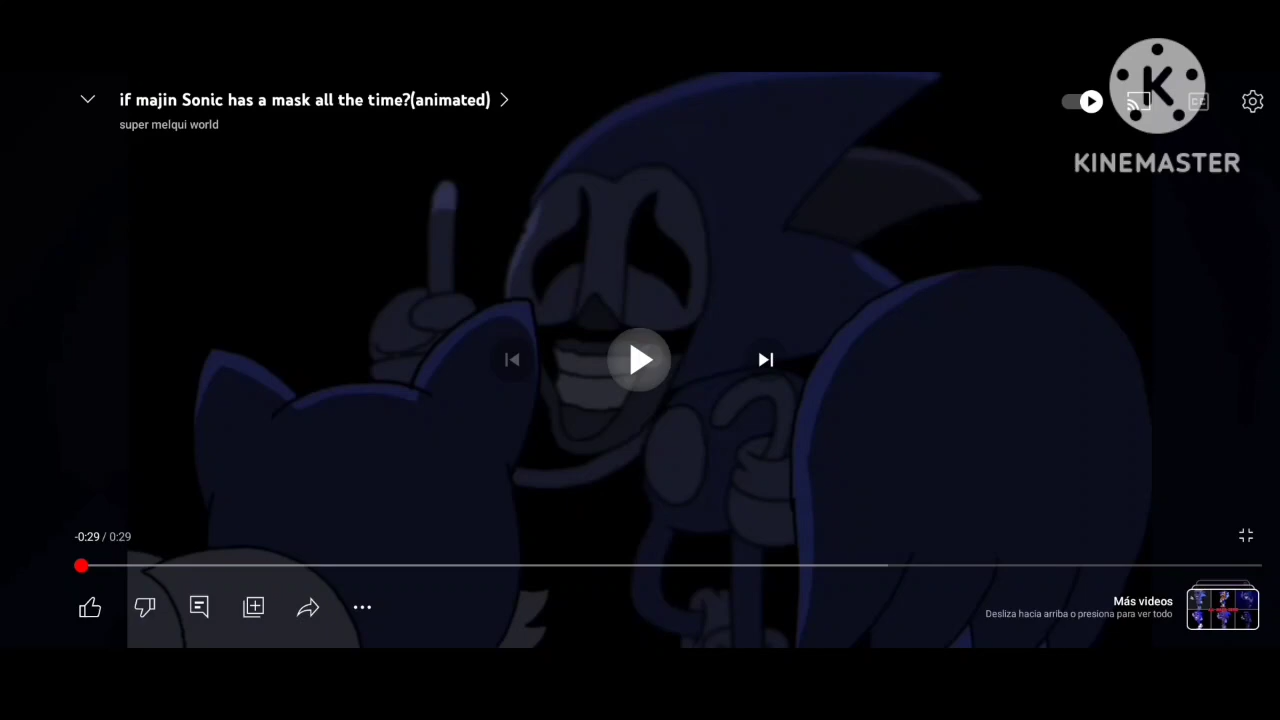 if majin Sonic has a mask all the time?(animated)
super melqui world
CC
K
KINEMASTER
-0:29 / 0:29
Más videos
Desliza hacia arriba o presiona para ver todo